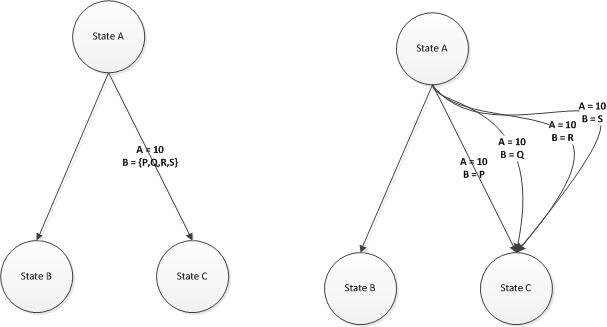 State A
A = 10
B = {P,Q,R,S}
State B
State C
State A
A = 10
B = S
A = 10
B = R
A = 10
B = Q
A = 10
B = P
State B
State C